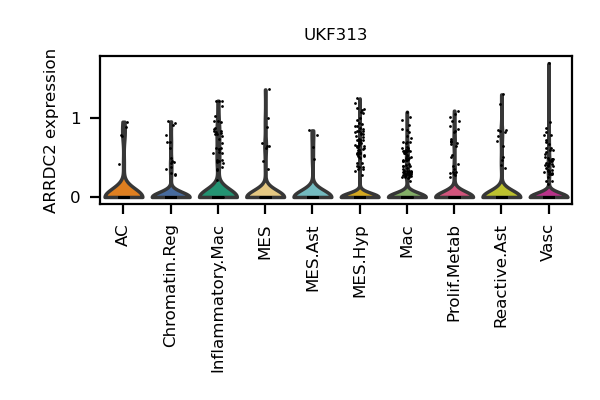 UKF313
ARRDC2 expression
1
0
AC
Chromatin.Reg
Inflammatory.Mac
MES
MES.Ast
MES.Hyp
Mac
Prolif.Metab
Reactive.Ast
Vasc